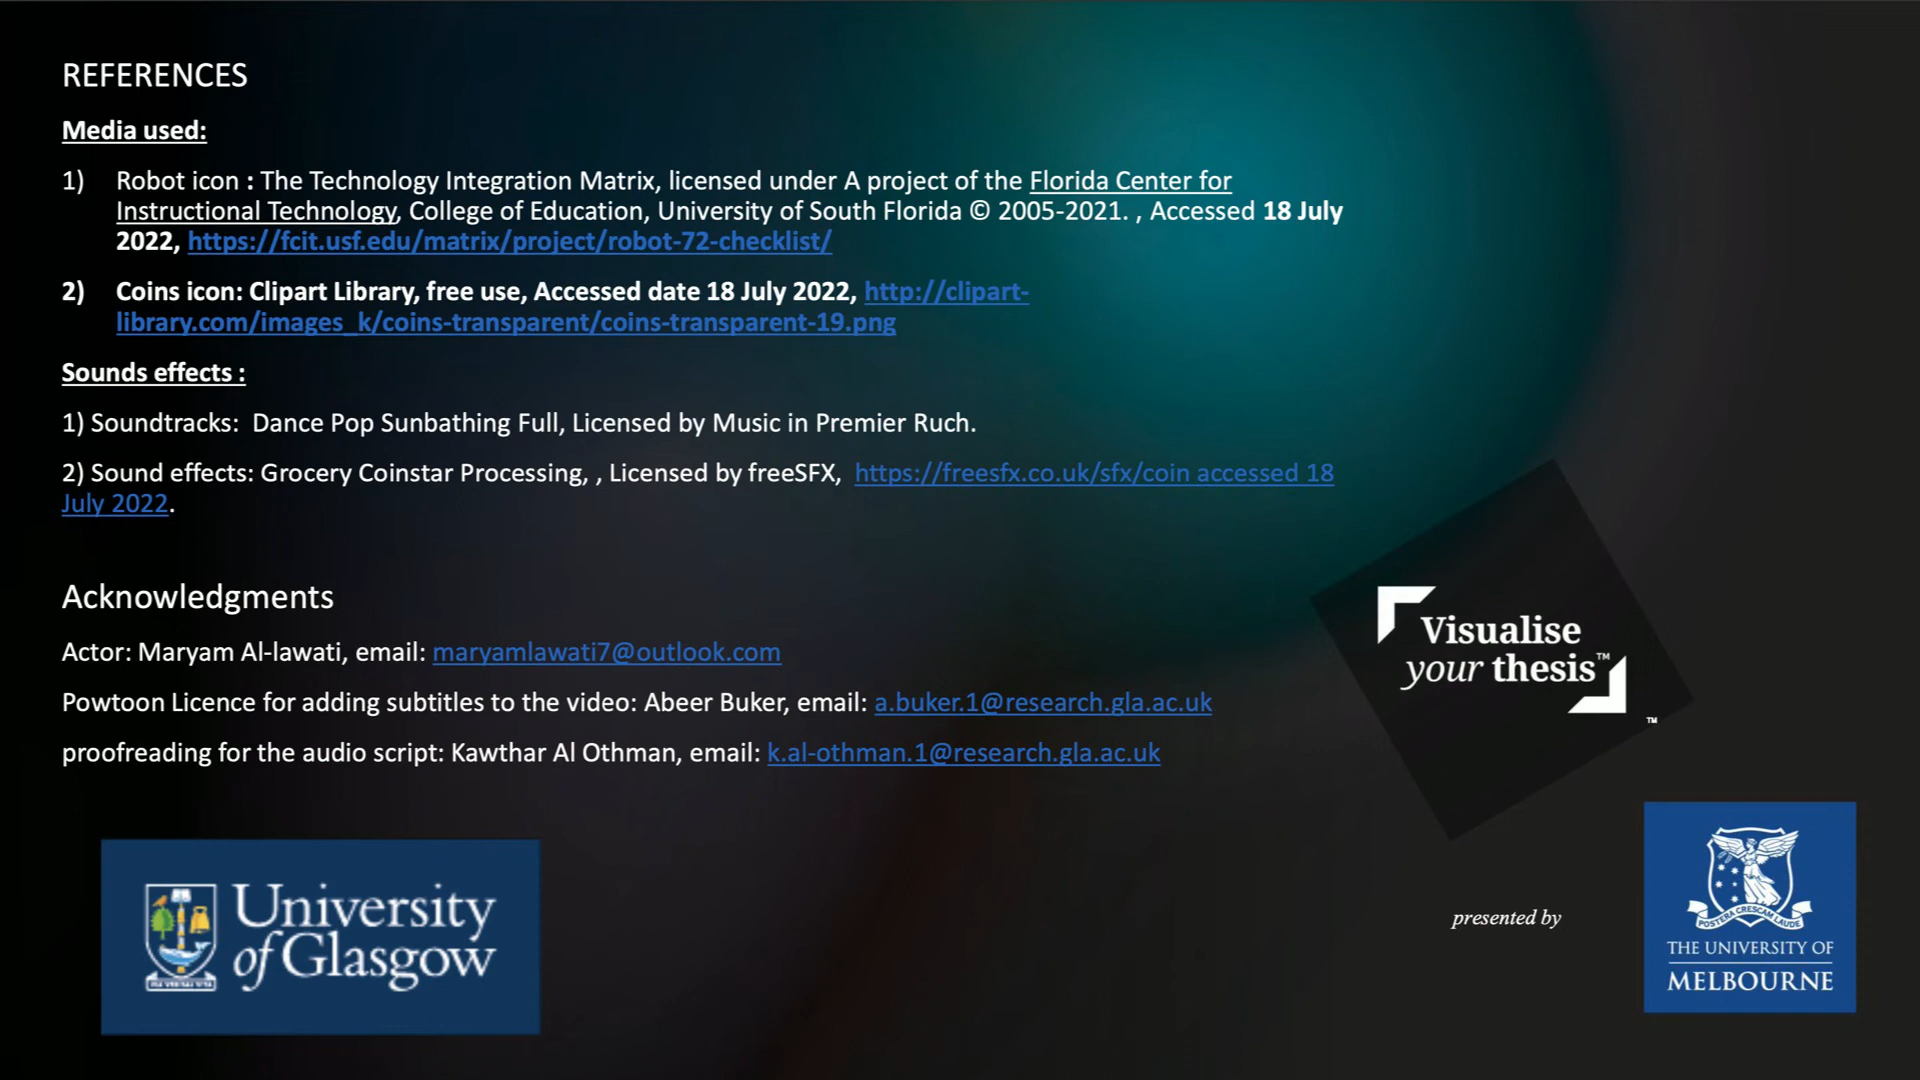 REFERENCES
Media used:
1) Robot icon : The Technology Integration Matrix, licensed under A project of the Florida Center for
Instructional Technology, College of Education, University of South Florida © 2005-2021. , Accessed 18 July
2022, https://fcit.usf.edu/matrix/project/robot-72-checklist/
2) Coins icon: Clipart Library, free use, Accessed date 18 July 2022, http://clipart-
library.com/images_k/coins-transparent/coins-transparent-19.png
Sounds effects :
1) Soundtracks:  Dance Pop Sunbathing Full, Licensed by Music in Premier Ruch.
2) Sound effects: Grocery Coinstar Processing, , Licensed by freeSFX,  https://freesfx.co.uk/sfx/coin accessed 18
July 2022.
Acknowledgments
Actor: Maryam Al-lawati, email: maryamlawati7@outlook.com
Powtoon Licence for adding subtitles to the video: Abeer Buker, email: a.buker.1@research.gla.ac.uk
proofreading for the audio script: Kawthar Al Othman, email: k.al-othman.1@research.gla.ac.uk
Visualise
your thesis™
™
University
of Glasgow
presented by
POSTERA CRESCAM LAUDE
THE UNIVERSITY OF
MELBOURNE